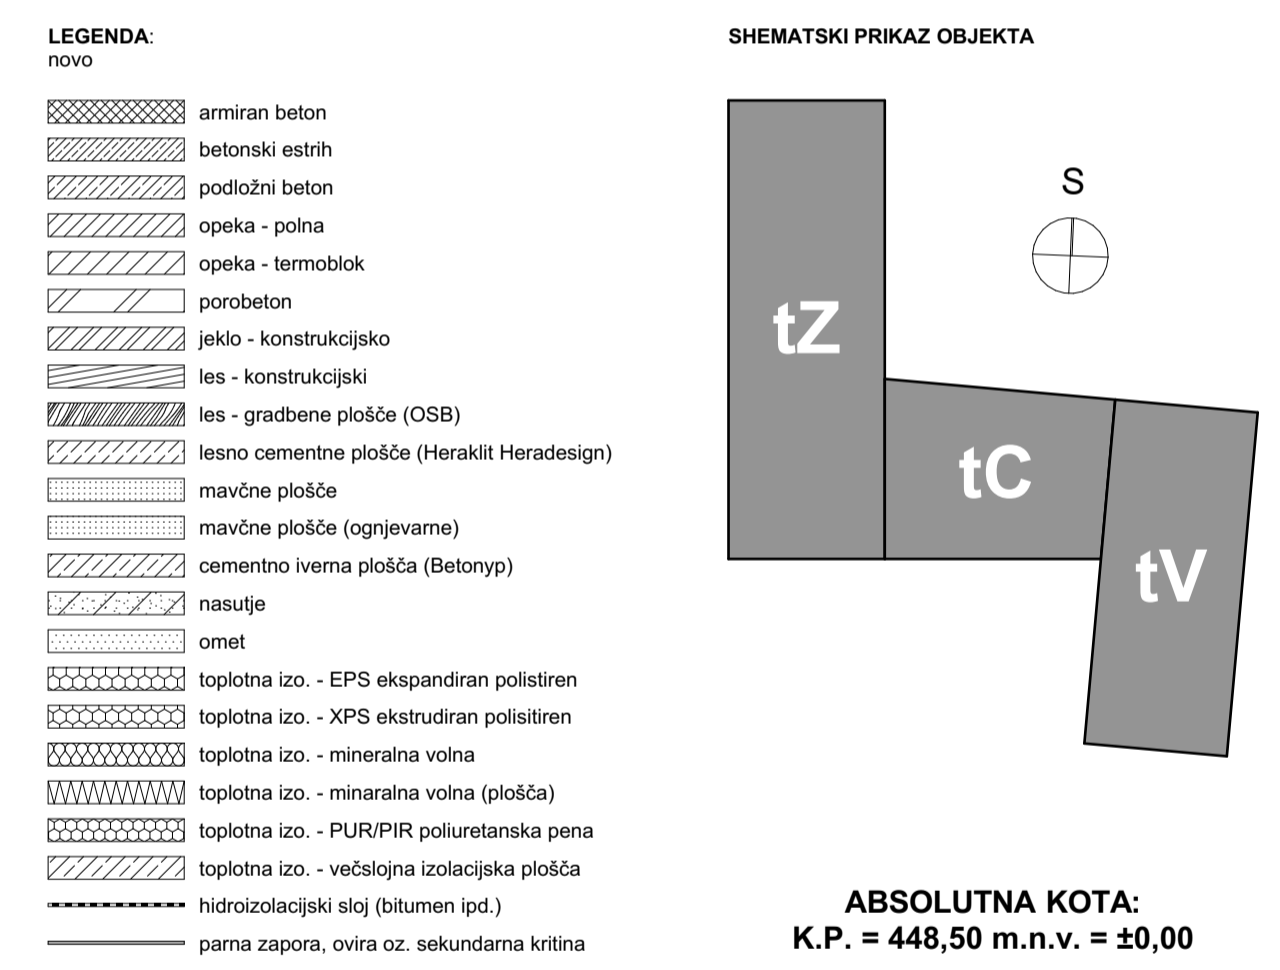 LEGENDA:
novo
armiran beton
betonski estrih
podložni beton
opeka - polna
opeka - termoblok
porobeton
jeklo - konstrukcijsko
les - konstrukcijski
les - gradbene plošče (OSB)
lesno cementne plošče (Heraklit Heradesign)
mavčne plošče
mavčne plošče (ognjevarne)
cementno iverna plošča (Betonyp)
nasutje
omet
toplotna izo. - EPS ekspandiran polistiren
toplotna izo. - XPS ekstrudiran polisitiren
toplotna izo. - mineralna volna
toplotna izo. - minaralna volna (plošča)
toplotna izo. - PUR/PIR poliuretanska pena
toplotna izo. - večslojna izolacijska plošča
hidroizolacijski sloj (bitumen ipd.)
parna zapora, ovira oz. sekundarna kritina
SHEMATSKI PRIKAZ OBJEKTA
S
tZ
tC
tV
ABSOLUTNA KOTA:
K.P. = 448,50 m.n.v. = ±0,00